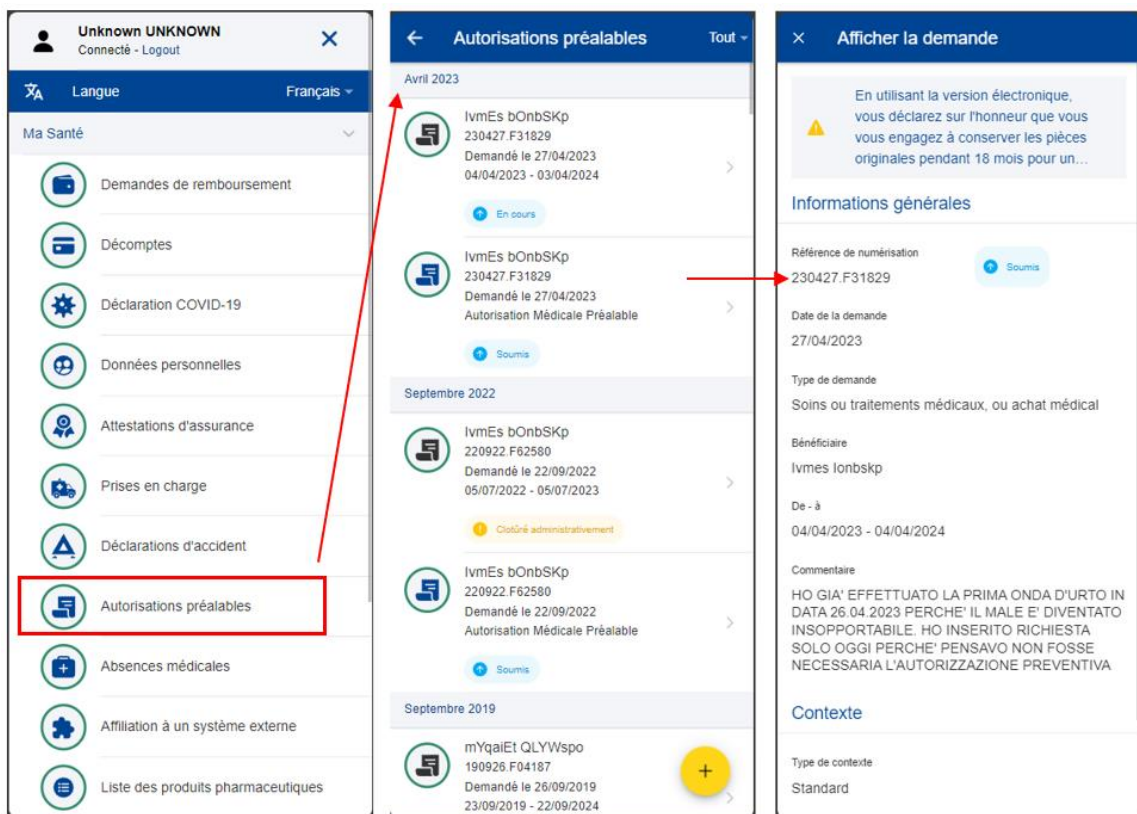 Unknown UNKNOWN
Connecté - Logout
Langue
Français
Ma Santé
Demandes de remboursement
Décomptes
Déclaration COVID-19
Données personnelles
Attestations d'assurance
Prises en charge
Déclarations d'accident
Autorisations préalables
Absences médicales
Affiliation à un système externe
Liste des produits pharmaceutiques
Autorisations préalables
Tout
Avril 2023
IvmEs bOnbSKp
230427.F31829
Demandé le 27/04/2023
04/04/2023 - 03/04/2024
En cours
IvmEs bOnbSKp
230427.F31829
Demandé le 27/04/2023
Autorisation Médicale Préalable
Soumis
Septembre 2022
IvmEs bOnbSKp
220922.F62580
Demandé le 22/09/2022
05/07/2022 - 05/07/2023
Clotûré administrativement
IvmEs bOnbSKp
220922.F62580
Demandé le 22/09/2022
Autorisation Médicale Préalable
Soumis
Septembre 2019
mYqaiEt QLYWspo
190926.F04187
Demandé le 26/09/2019
23/09/2019 - 22/09/2024
Afficher la demande
En utilisant la version électronique,
vous déclarez sur l'honneur que vous
vous engagez à conserver les pièces
originales pendant 18 mois pour un...
Informations générales
Référence de numérisation
230427.F31829
Soumis
Date de la demande
27/04/2023
Type de demande
Soins ou traitements médicaux, ou achat médical
Bénéficiaire
Ivmes Ionbskp
De - à
04/04/2023 - 04/04/2024
Commentaire
HO GIA' EFFETTUATO LA PRIMA ONDA D'URTO IN
DATA 26.04.2023 PERCHE' IL MALE E' DIVENTATO
INSOPPORTABILE. HO INSERITO RICHIESTA
SOLO OGGI PERCHE' PENSAVO NON FOSSE
NECESSARIA L'AUTORIZZAZIONE PREVENTIVA
Contexte
Type de contexte
Standard